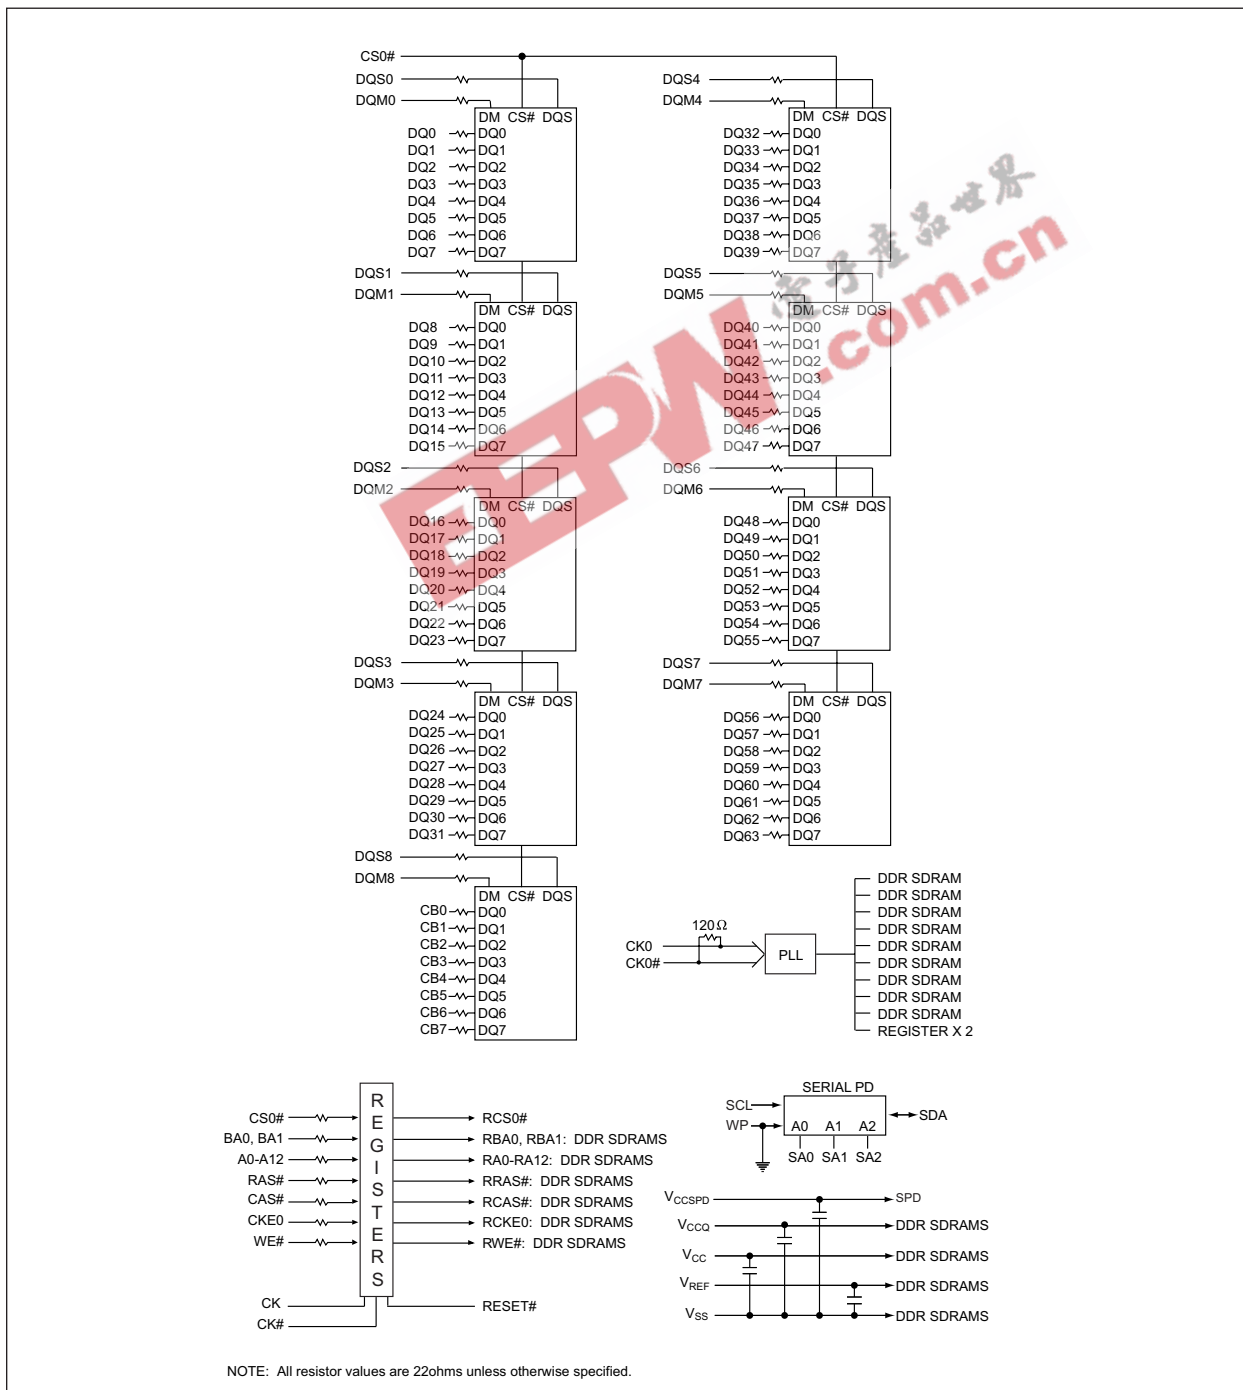 CS0#
DQS0
DQM0
DM CS# DQS
DQ0 DQ0
DQ1 DQ1
DQ2 DQ2
DQ3 DQ3
DQ4 DQ4
DQ5 DQ5
DQ6 DQ6
DQ7 DQ7
DQS1
DQM1
DM CS# DQS
DQ8 DQ0
DQ9 DQ1
DQ10 DQ2
DQ11 DQ3
DQ12 DQ4
DQ13 DQ5
DQ14 DQ6
DQ15 DQ7
DQS2
DQM2
DM CS# DQS
DQ16 DQ0
DQ17 DQ1
DQ18 DQ2
DQ19 DQ3
DQ20 DQ4
DQ21 DQ5
DQ22 DQ6
DQ23 DQ7
DQS3
DQM3
DM CS# DQS
DQ24 DQ0
DQ25 DQ1
DQ26 DQ2
DQ27 DQ3
DQ28 DQ4
DQ29 DQ5
DQ30 DQ6
DQ31 DQ7
DQS8
DQM8
DM CS# DQS
CB0 DQ0
CB1 DQ1
CB2 DQ2
CB3 DQ3
CB4 DQ4
CB5 DQ5
CB6 DQ6
CB7 DQ7
DQS4
DQM4
DM CS# DQS
DQ32 DQ0
DQ33 DQ1
DQ34 DQ2
DQ35 DQ3
DQ36 DQ4
DQ37 DQ5
DQ38 DQ6
DQ39 DQ7
DQS5
DQM5
DM CS# DQS
DQ40 DQ0
DQ41 DQ1
DQ42 DQ2
DQ43 DQ3
DQ44 DQ4
DQ45 DQ5
DQ46 DQ6
DQ47 DQ7
DQS6
DQM6
DM CS# DQS
DQ48 DQ0
DQ49 DQ1
DQ50 DQ2
DQ51 DQ3
DQ52 DQ4
DQ53 DQ5
DQ54 DQ6
DQ55 DQ7
DQS7
DQM7
DM CS# DQS
DQ56 DQ0
DQ57 DQ1
DQ58 DQ2
DQ59 DQ3
DQ60 DQ4
DQ61 DQ5
DQ62 DQ6
DQ63 DQ7
EEPW
電子產品世界
.com.cn
120Ω
CK0
CK0#
PLL
DDR SDRAM
DDR SDRAM
DDR SDRAM
DDR SDRAM
DDR SDRAM
DDR SDRAM
DDR SDRAM
DDR SDRAM
DDR SDRAM
REGISTER X 2
REGISTERS
CS0# RCS0#
BA0, BA1 RBA0, RBA1: DDR SDRAMS
A0-A12 RA0-RA12: DDR SDRAMS
RAS# RRAS#: DDR SDRAMS
CAS# RCAS#: DDR SDRAMS
CKE0 RCKE0: DDR SDRAMS
WE# RWE#: DDR SDRAMS
CK RESET#
CK#
SERIAL PD
SCL
WP
A0 A1 A2
SDA
SA0 SA1 SA2
VCCSPD SPD
VCCQ DDR SDRAMS
VCC DDR SDRAMS
VREF DDR SDRAMS
VSS DDR SDRAMS
NOTE: All resistor values are 22ohms unless otherwise specified.